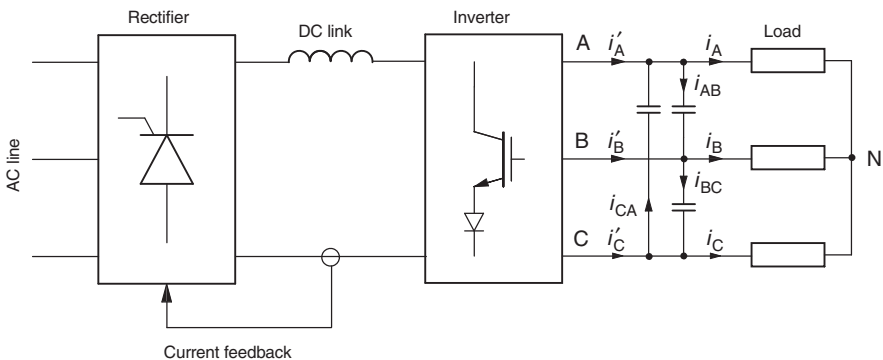 Rectifier
DC link
Inverter
A
i′A
iA
Load
iAB
AC line
B
i′B
iB
N
iBC
iCA
C
i′C
iC
Current feedback